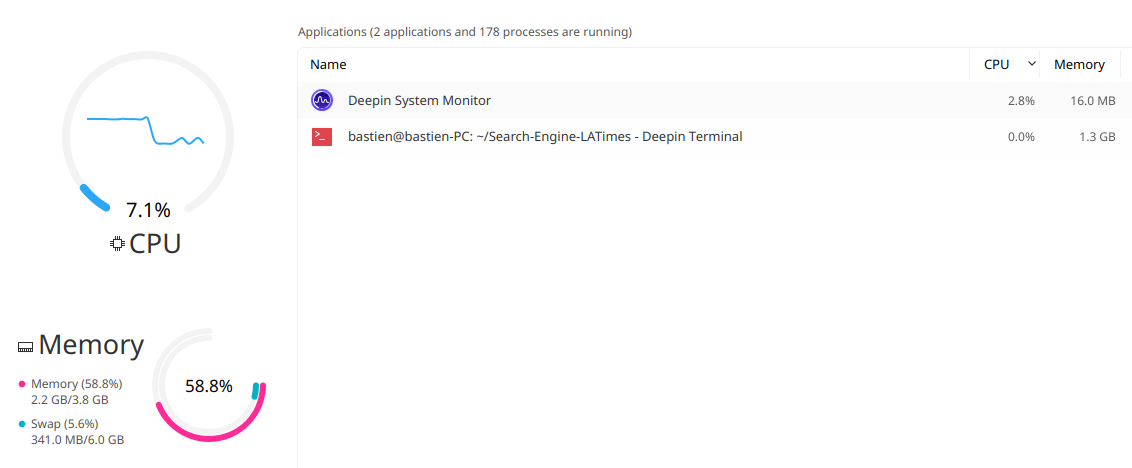 Applications (2 applications and 178 processes are running)
Name CPU Memory
Deepin System Monitor 2.8% 16.0 MB
bastien@bastien-PC: ~/Search-Engine-LATimes - Deepin Terminal 0.0% 1.3 GB
7.1%
CPU
Memory
Memory (58.8%)
2.2 GB/3.8 GB
Swap (5.6%)
341.0 MB/6.0 GB
58.8%